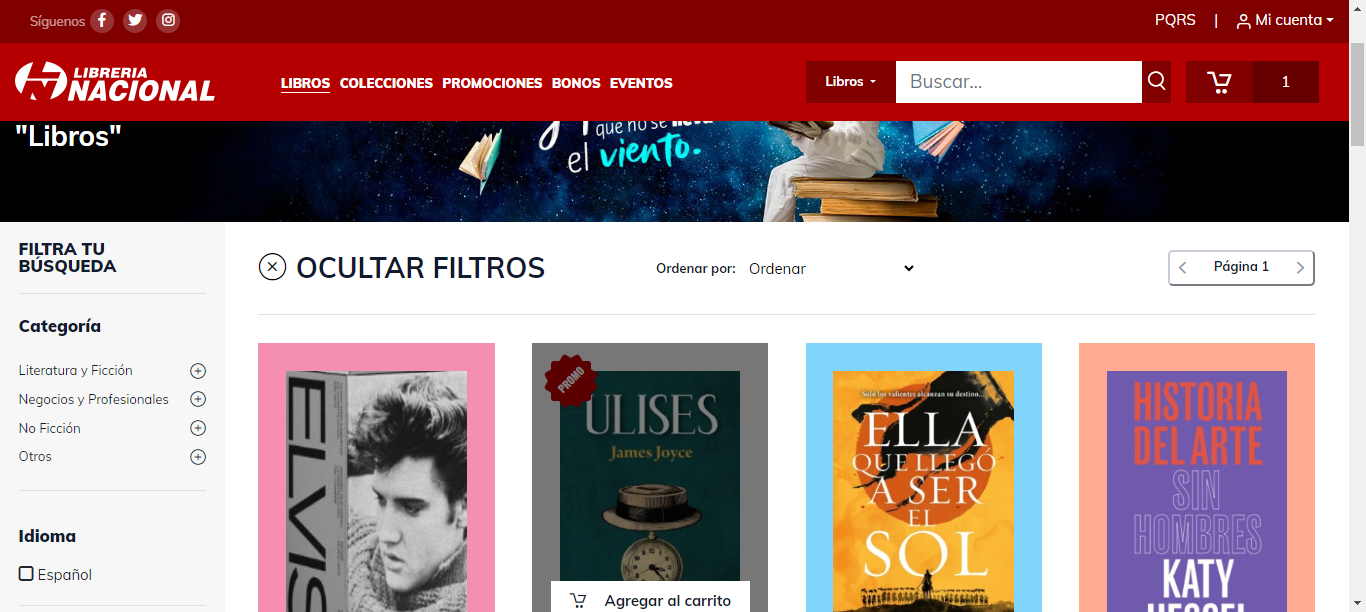 Síguenos
PQRS | Mi cuenta
LIBRERIA
NACIONAL
LIBROS COLECCIONES PROMOCIONES BONOS EVENTOS
Libros
Buscar...
1
"Libros"
que no se
el viento.
FILTRA TU
BÚSQUEDA
OCULTAR FILTROS
Ordenar por: Ordenar
Página 1
Categoría
Literatura y Ficción
Negocios y Profesionales
No Ficción
Otros
Idioma
Español
ELVIS
PROMO
ULISES
James Joyce
Agregar al carrito
Solo los valientes alcanzan su destino...
ELLA
QUE LLEGÓ
A SER
EL
SOL
HISTORIA
DEL ARTE
SIN
HOMBRES
KATY
HESSEL